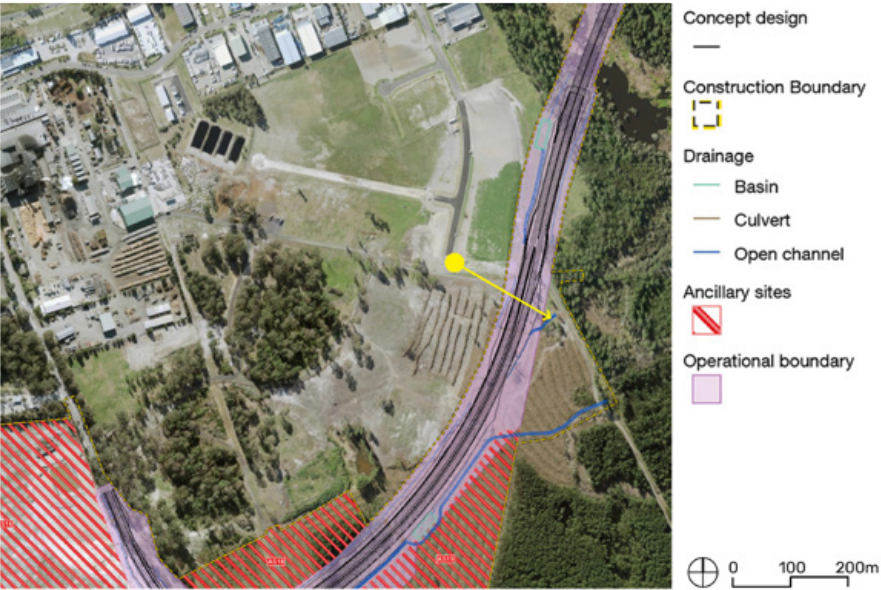 Concept design
Construction Boundary
Drainage
Basin
Culvert
Open channel
Ancillary sites
Operational boundary
0 100 200m